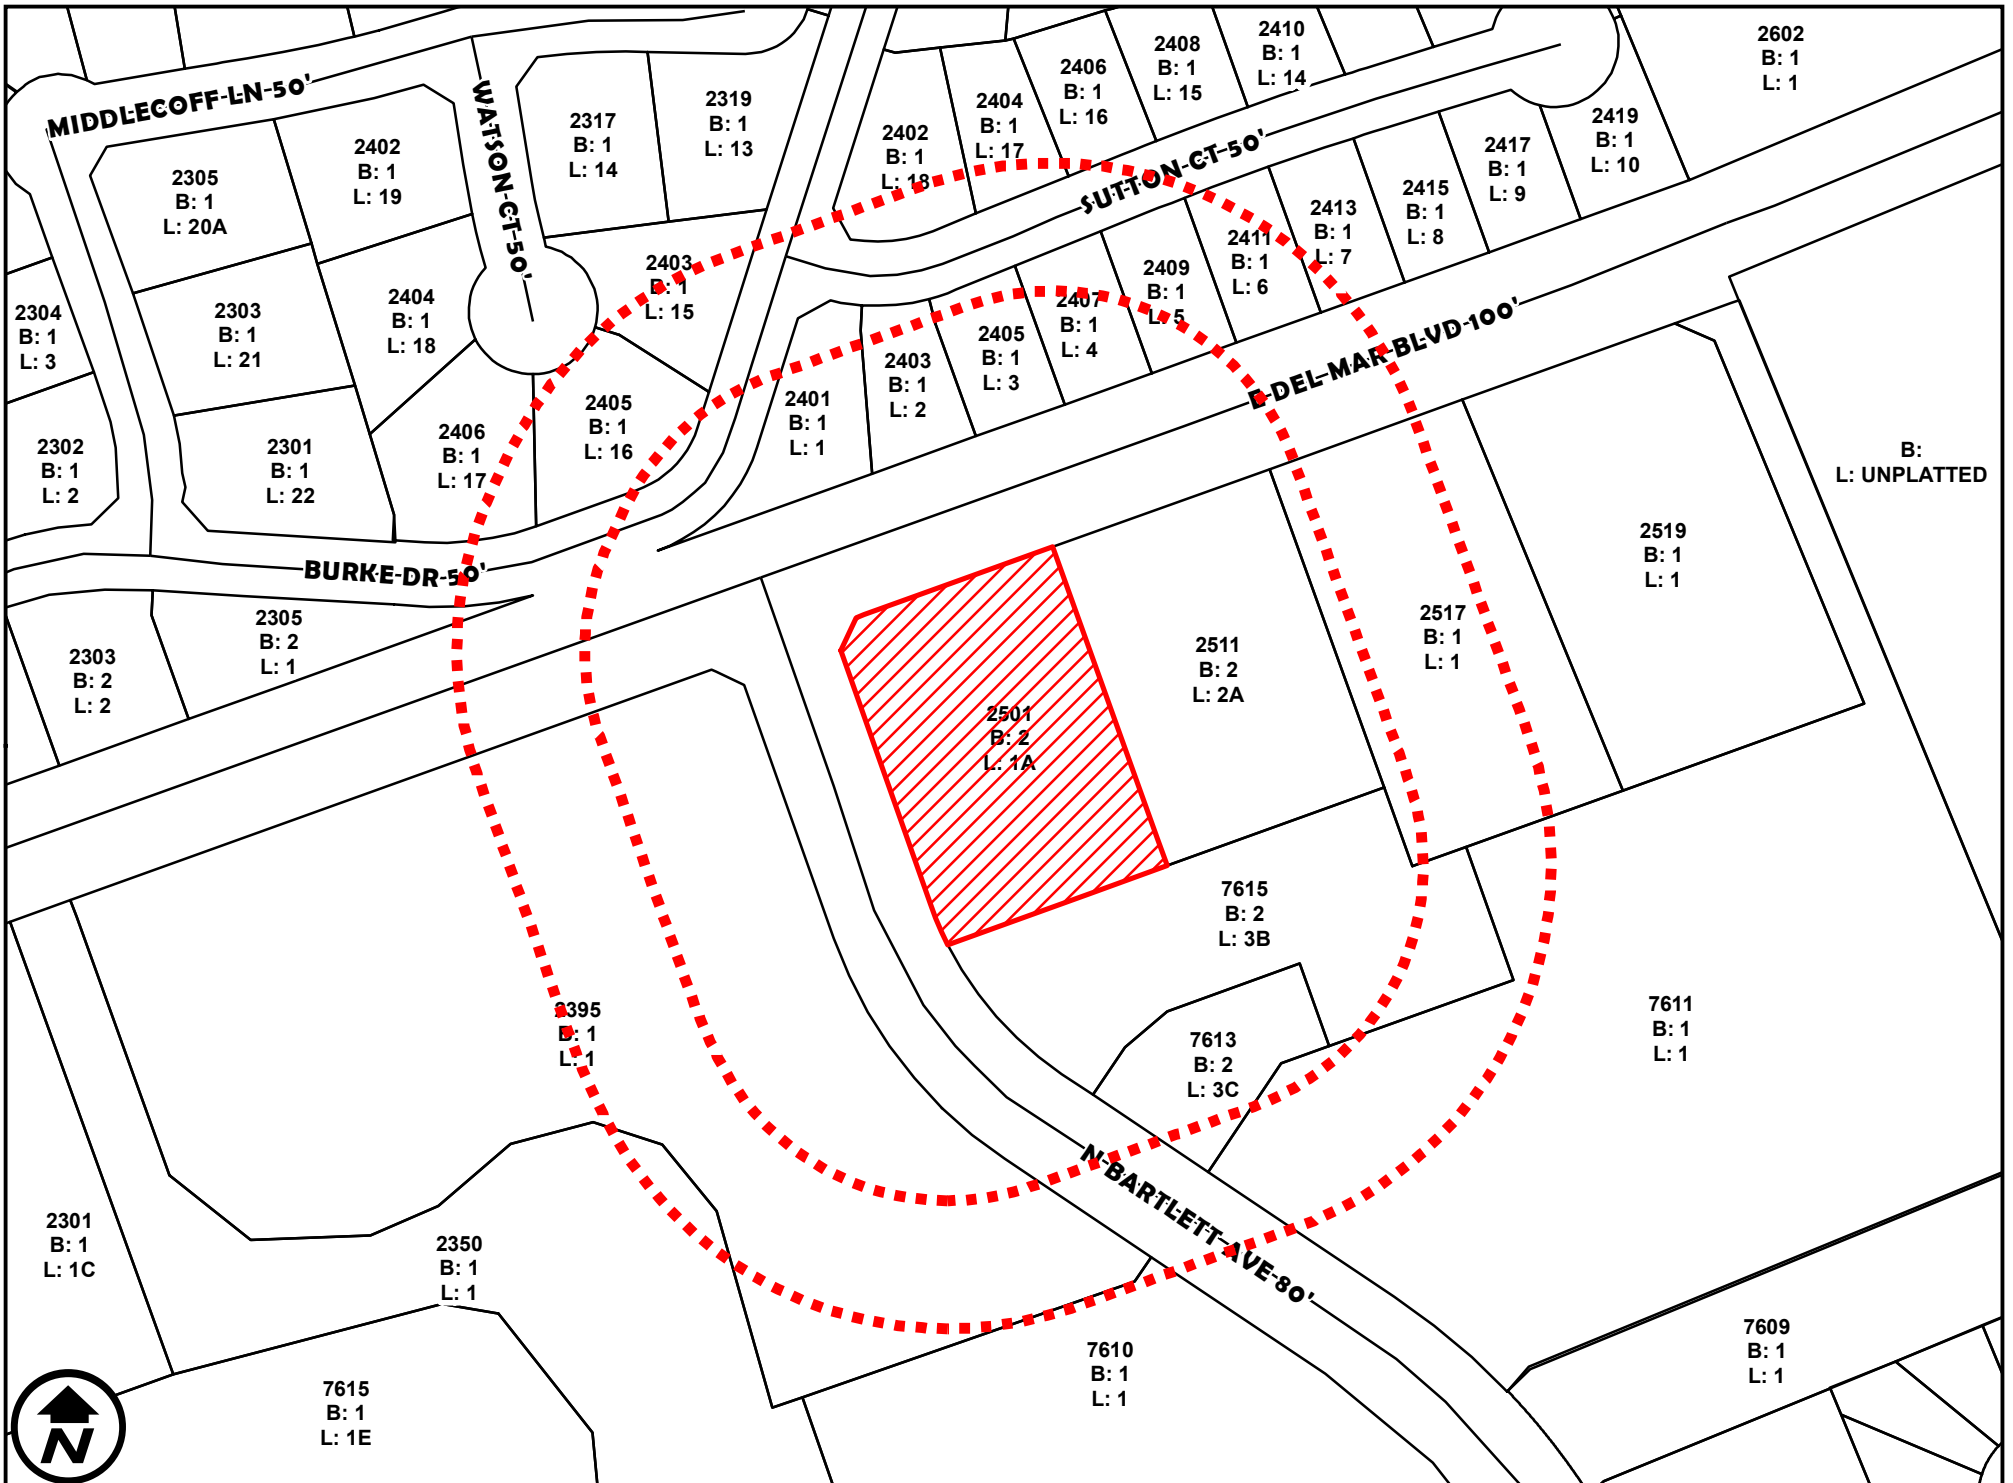 MIDDLECOFF-LN-50'
WATSON-CT-50'
2317
B: 1
L: 14
2319
B: 1
L: 13
2402
B: 1
L: 18
2404
B: 1
L: 17
2406
B: 1
L: 16
2408
B: 1
L: 15
2410
B: 1
L: 14
2602
B: 1
L: 1
2305
B: 1
L: 20A
2402
B: 1
L: 19
SUTTON-CT-50'
2411
B: 1
L: 6
2413
B: 1
L: 7
2415
B: 1
L: 8
2417
B: 1
L: 9
2419
B: 1
L: 10
2304
B: 1
L: 3
2303
B: 1
L: 21
2404
B: 1
L: 18
2403
B: 1
L: 15
2405
B: 1
L: 3
2407
B: 1
L: 4
2409
B: 1
L: 5
E-DEL-MAR-BLVD-100'
2302
B: 1
L: 2
2301
B: 1
L: 22
2406
B: 1
L: 17
2405
B: 1
L: 16
2401
B: 1
L: 1
2403
B: 1
L: 2
B:
L: UNPLATTED
BURKE-DR-50'
2303
B: 2
L: 2
2305
B: 2
L: 1
2501
B: 2
L: 1A
2511
B: 2
L: 2A
2517
B: 1
L: 1
2519
B: 1
L: 1
7615
B: 2
L: 3B
2395
B: 1
L: 1
7613
B: 2
L: 3C
7611
B: 1
L: 1
N-BARTLETT-AVE-80'
2301
B: 1
L: 1C
2350
B: 1
L: 1
7615
B: 1
L: 1E
7610
B: 1
L: 1
7609
B: 1
L: 1
N